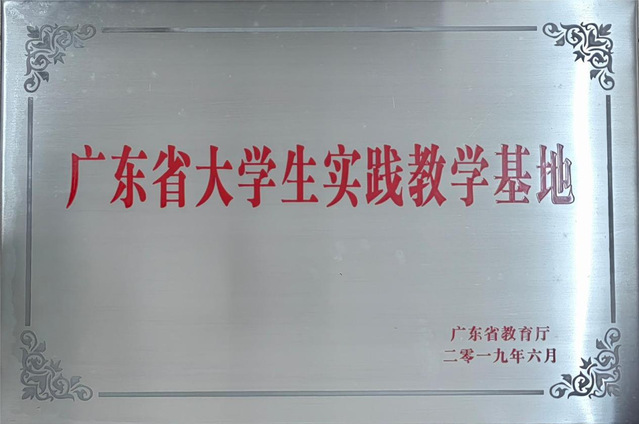 广东省大学生实践教学基地
广东省教育厅
二零一九年六月